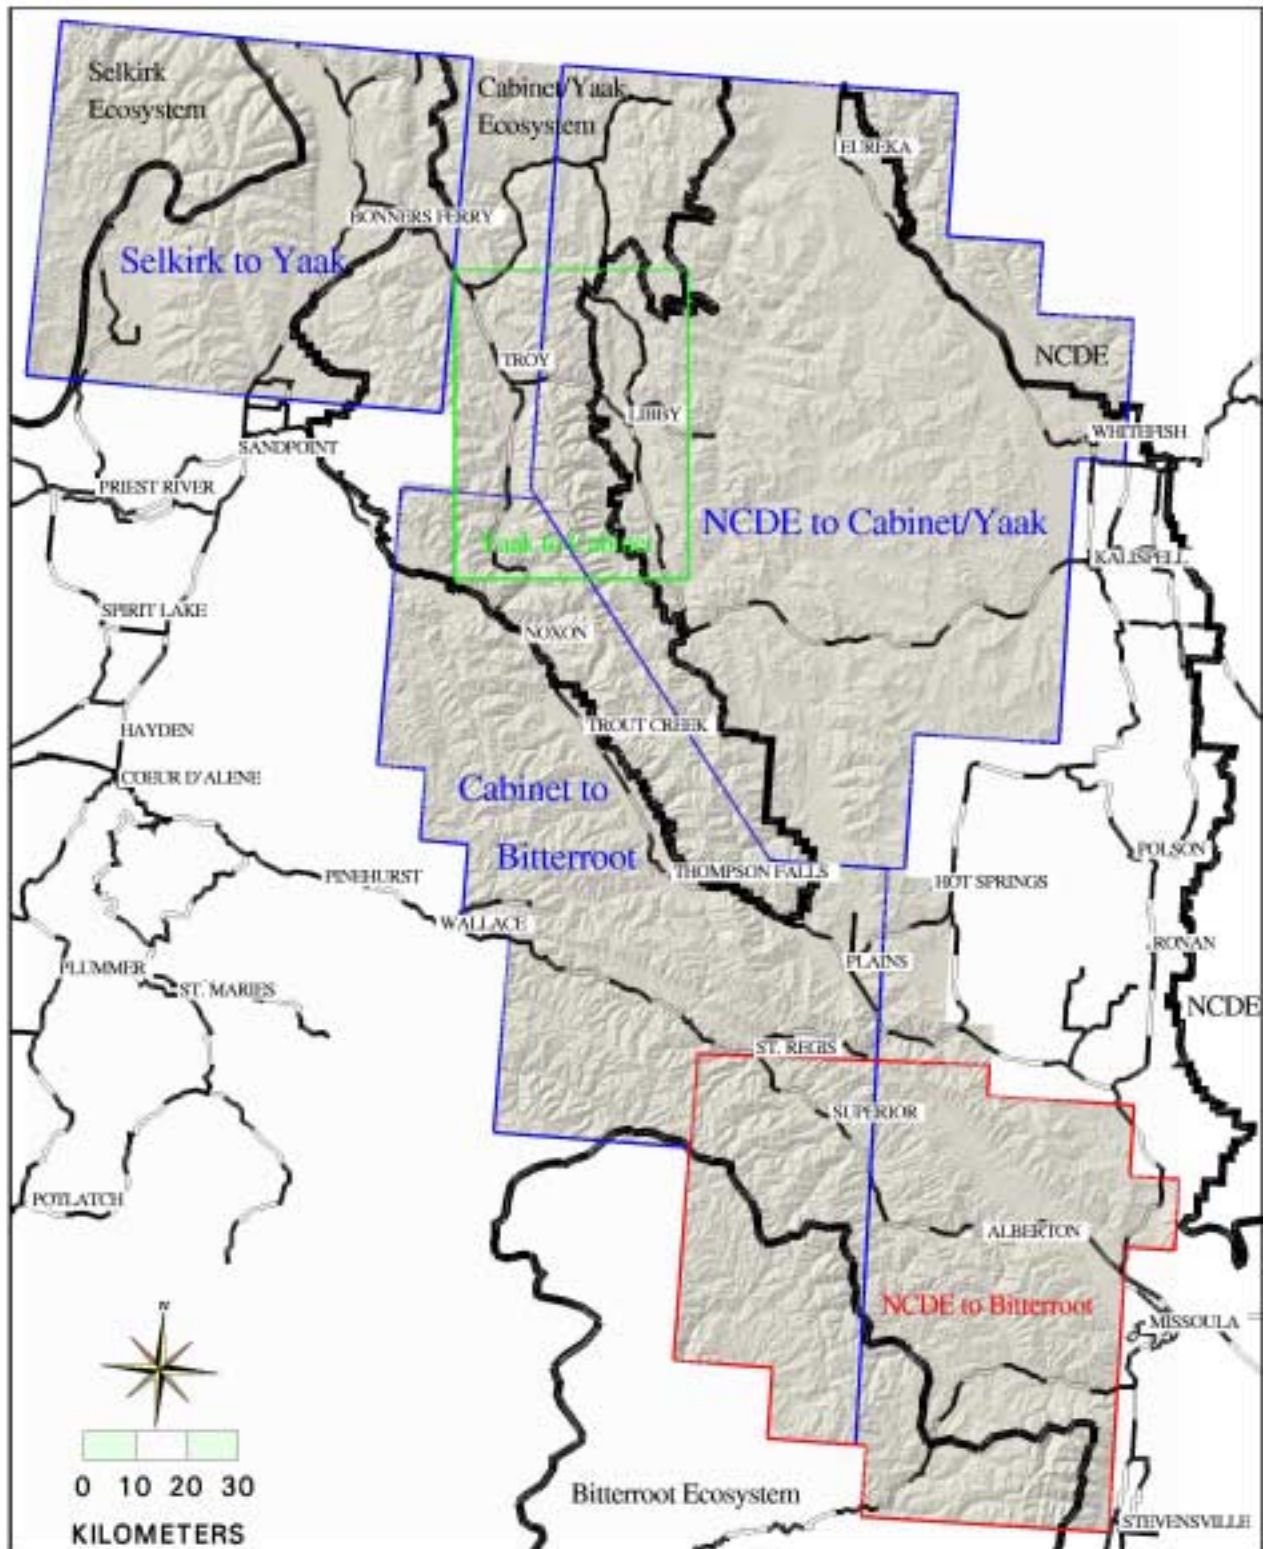 Selkirk
Ecosystem
Cabinet/Yaak
Ecosystem
EUREKA
BONNERS FERRY
Selkirk to Yaak
TROY
NCDE
LIBBY
WHITEFISH
SANDPOINT
PRIEST RIVER
NCDE to Cabinet/Yaak
Yaak to Cabinet
KALISPELL
SPIRIT LAKE
NOXON
HAYDEN
TROUT CREEK
COEUR D'ALENE
Cabinet to
Bitterroot
POLSON
PINEHURST
THOMPSON FALLS
HOT SPRINGS
WALLACE
RONAN
PLUMMER
PLAINS
ST. MARIES
NCDE
ST. REGIS
SUPERIOR
POTLATCH
ALBERTON
NCDE to Bitterroot
MISSOULA
N
0 10 20 30
KILOMETERS
Bitterroot Ecosystem
STEVENSVILLE